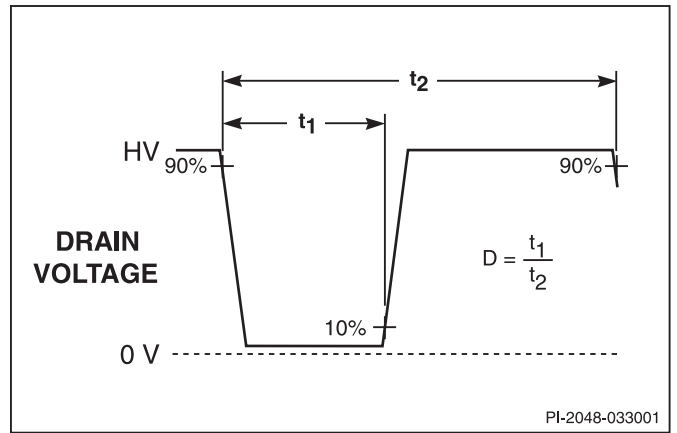 t2
t1
HV
90%
90%
DRAIN
VOLTAGE
D = t1
t2
10%
0 V
PI-2048-033001